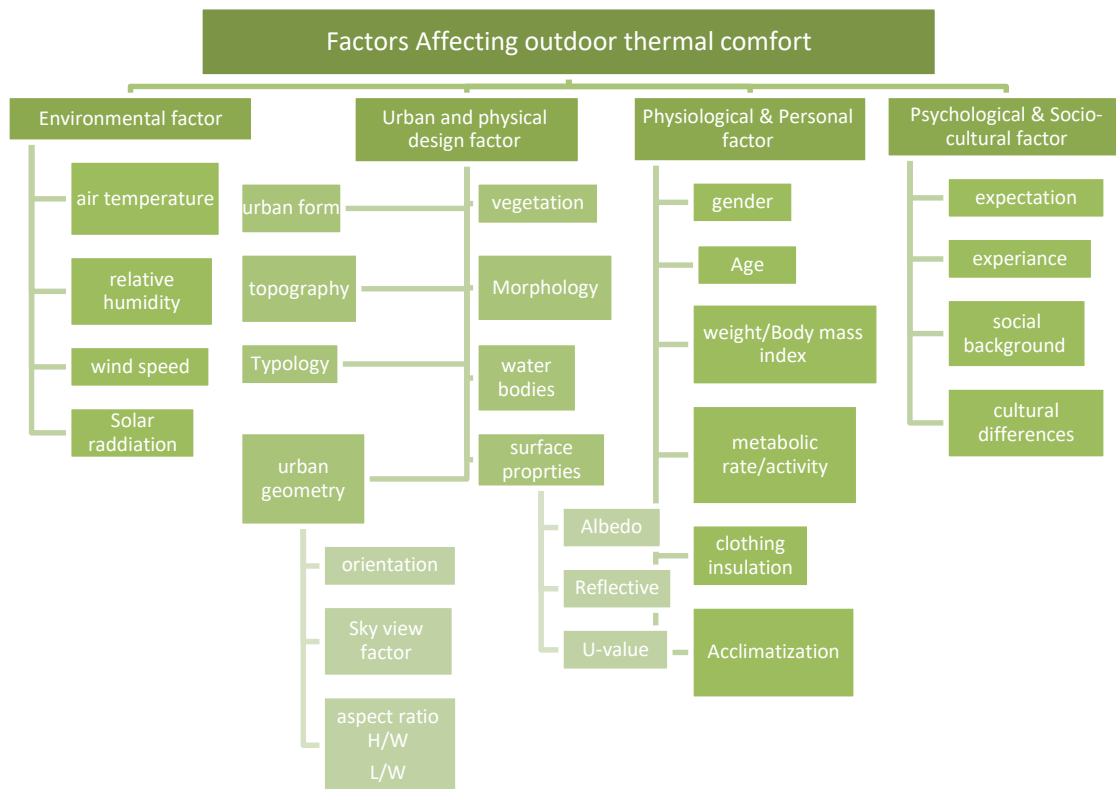 Factors Affecting outdoor thermal comfort
Environmental factor
air temperature
relative
humidity
wind speed
Solar
raddiation
Urban and physical
design factor
urban form
vegetation
topography
Morphology
Typology
water
bodies
urban
geometry
surface
proprties
orientation
Sky view
factor
aspect ratio
H/W
L/W
Albedo
Reflective
U-value
Physiological & Personal
factor
gender
Age
weight/Body mass
index
metabolic
rate/activity
clothing
insulation
Acclimatization
Psychological & Socio-
cultural factor
expectation
experiance
social
background
cultural
differences